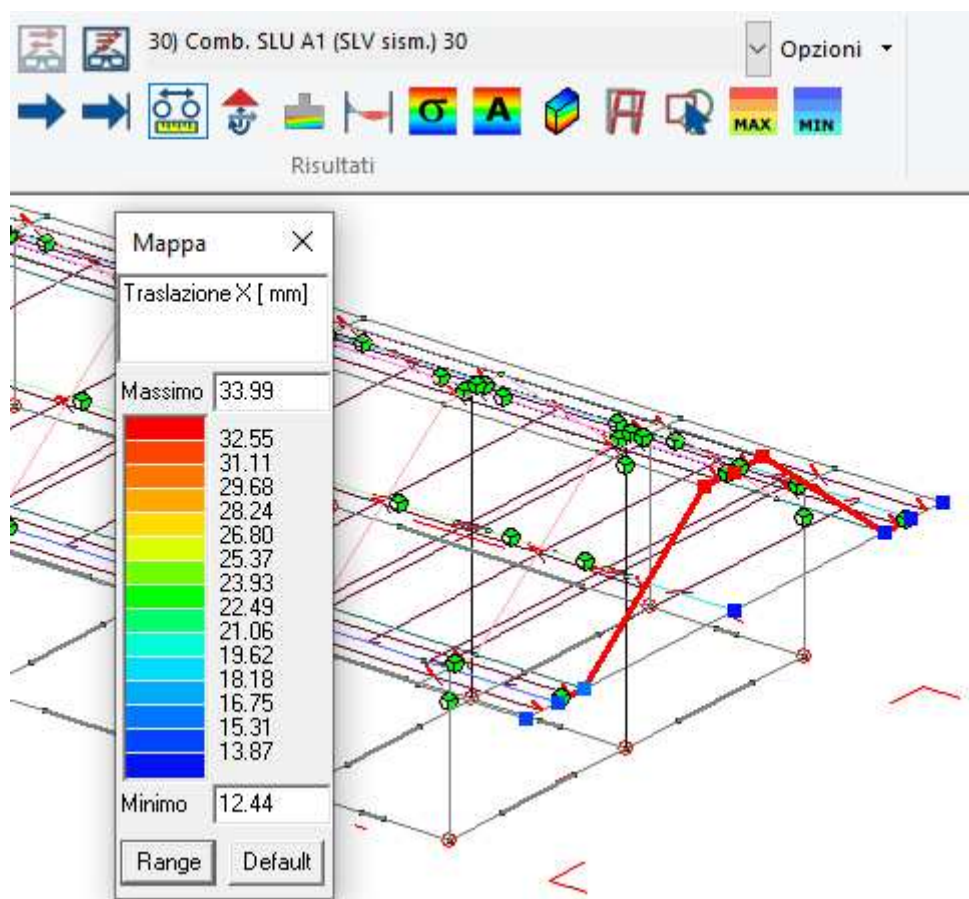 30) Comb. SLU A1 (SLV sism.) 30
Opzioni
σ A MAX MIN
Risultati
Mappa
Traslazione X [ mm]
Massimo 33.99
32.55
31.11
29.68
28.24
26.80
25.37
23.93
22.49
21.06
19.62
18.18
16.75
15.31
13.87
Minimo 12.44
Range Default